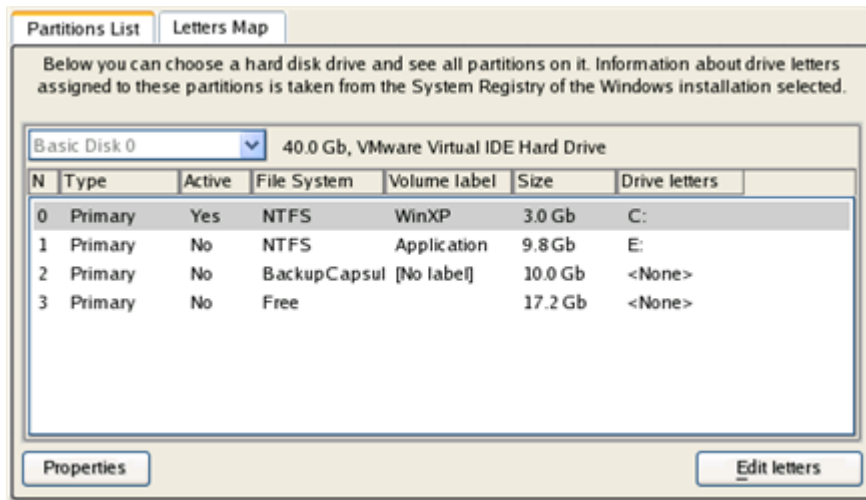 Partitions List Letters Map
Below you can choose a hard disk drive and see all partitions on it. Information about drive letters
assigned to these partitions is taken from the System Registry of the Windows installation selected.
Basic Disk 0 40.0 Gb, VMware Virtual IDE Hard Drive
N Type Active File System Volume label Size Drive letters
0 Primary Yes NTFS WinXP 3.0 Gb C:
1 Primary No NTFS Application 9.8 Gb E:
2 Primary No BackupCapsul [No label] 10.0 Gb <None>
3 Primary No Free 17.2 Gb <None>
Properties Edit letters